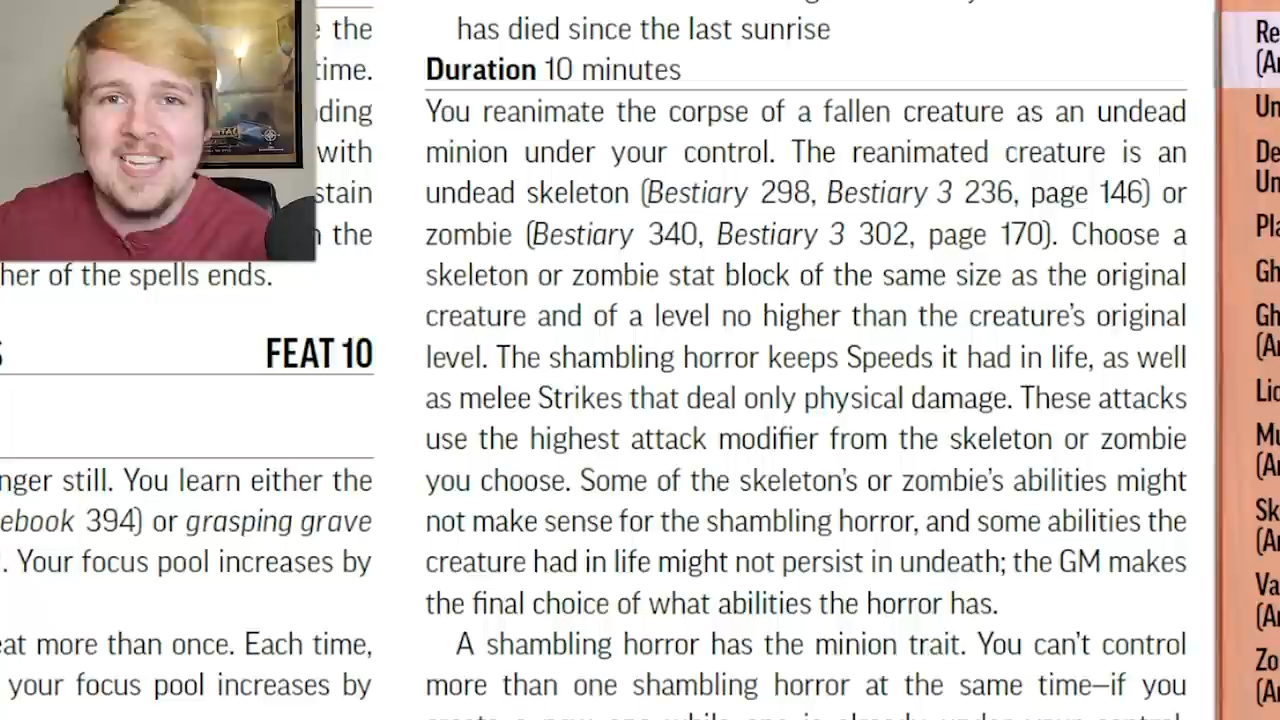 e the
time.
nding
with
stain
n the
her of the spells ends.
FEAT 10
nger still. You learn either the
ebook 394) or grasping grave
. Your focus pool increases by
eat more than once. Each time,
your focus pool increases by
has died since the last sunrise
Duration 10 minutes
You reanimate the corpse of a fallen creature as an undead
minion under your control. The reaninated creature is an
undead skeleton (Bestiary 298, Bestiary 3 236, page 146) or
zombie (Bestiary 340, Bestiary 3 302, page 170). Choose a
skeleton or zombie stat block of the same size as the original
creature and of a level no higher than the creature's original
level. The shambling horror keeps Speeds it had in life, as well
as melee Strikes that deal only physical damage. These attacks
use the highest attack modifier from the skeleton or zombie
you choose. Some of the skeleton's or zombie's abilities might
not make sense for the shambling horror, and some abilities the
creature had in life might not persist in undeath; the GM makes
the final choice of what abilities the horror has.
A shambling horror has the minion trait. You can't control
more than one shambling horror at the same time—if you
Re
(Ar
Un
De
Un
Pla
Gh
Gh
(Ar
Lic
Mu
(Ar
Sk
(Ar
Va
(Ar
Zo
(Ar